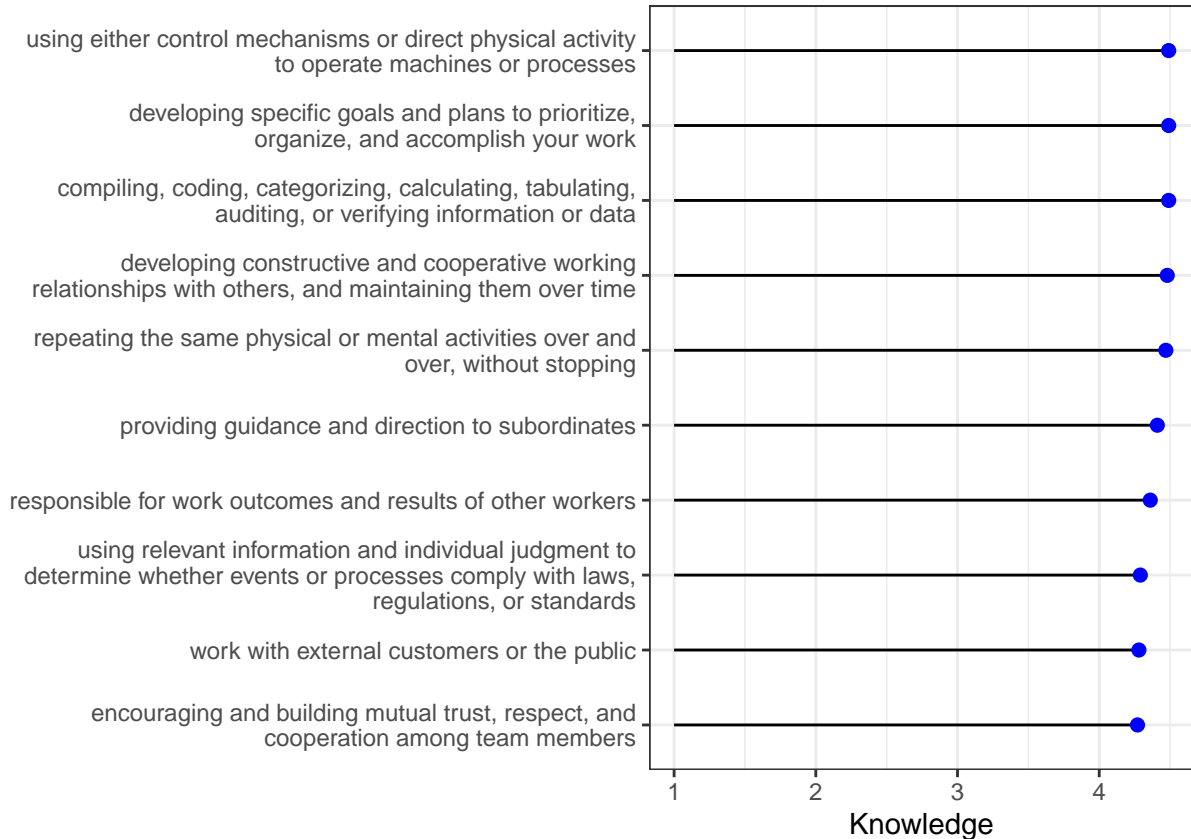 using either control mechanisms or direct physical activity
to operate machines or processes
developing specific goals and plans to prioritize,
organize, and accomplish your work
compiling, coding, categorizing, calculating, tabulating,
auditing, or verifying information or data
developing constructive and cooperative working
relationships with others, and maintaining them over time
repeating the same physical or mental activities over and
over, without stopping
providing guidance and direction to subordinates
responsible for work outcomes and results of other workers
using relevant information and individual judgment to
determine whether events or processes comply with laws,
regulations, or standards
work with external customers or the public
encouraging and building mutual trust, respect, and
cooperation among team members
1 2 3 4
Knowledge